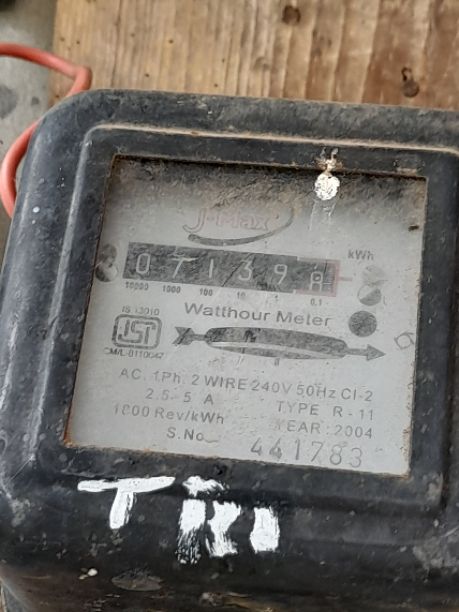 J-Max
kWh
0 7 1 3 9
10000 1000 100 10 1 0.1
Watthour Meter
IS 13010
ISI
CM/L-0110047
AC. 1Ph. 2 WIRE 240V 50Hz Cl-2
2.5-5 A TYPE R-11
1000 Rev/kWh YEAR: 2004
S.No 441783